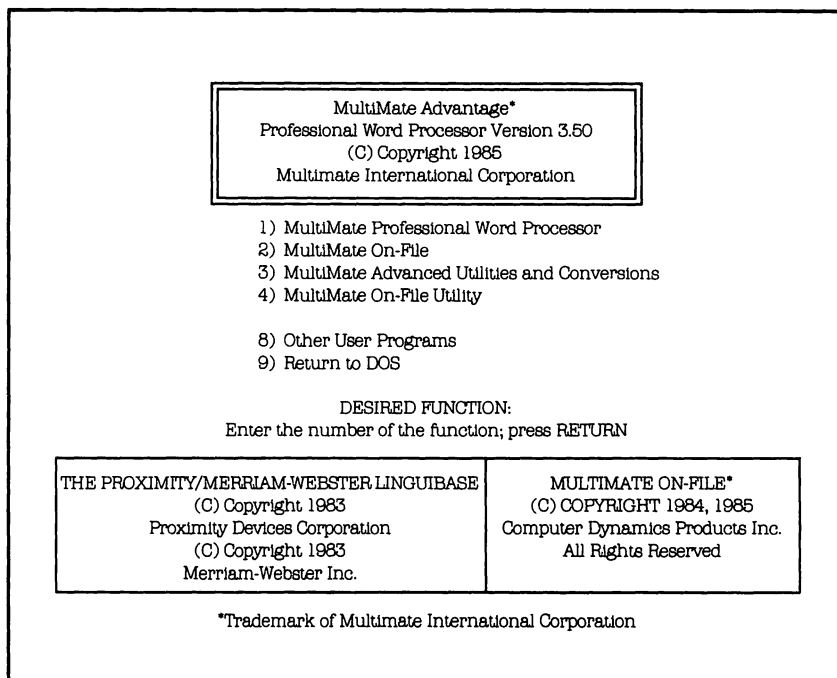 MultiMate Advantage*
Professional Word Processor Version 3.50
(C) Copyright 1985
Multimate International Corporation
1) MultiMate Professional Word Processor
2) MultiMate On-File
3) MultiMate Advanced Utilities and Conversions
4) MultiMate On-File Utility
8) Other User Programs
9) Return to DOS
DESIRED FUNCTION:
Enter the number of the function; press RETURN
THE PROXIMITY/MERRIAM-WEBSTER LINGUIBASE
(C) Copyright 1983
Proximity Devices Corporation
(C) Copyright 1983
Merriam-Webster Inc.
MULTIMATE ON-FILE*
(C) COPYRIGHT 1984, 1985
Computer Dynamics Products Inc.
All Rights Reserved
*Trademark of Multimate International Corporation